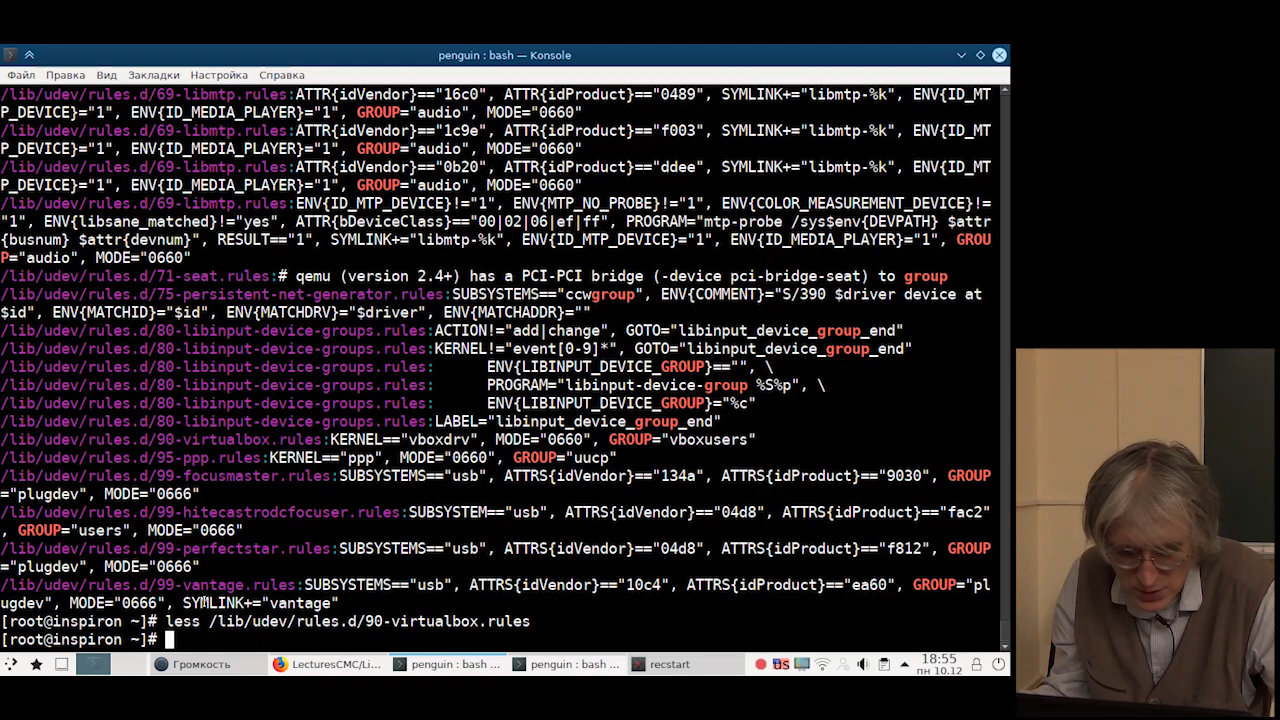 penguin : bash — Konsole
Файл Правка Вид Закладки Настройка Справка
/lib/udev/rules.d/69-libmtp.rules:ATTR{idVendor}=="16c0", ATTR{idProduct}=="0489", SYMLINK+="libmtp-%k", ENV{ID_MT
P_DEVICE}="1", ENV{ID_MEDIA_PLAYER}="1", GROUP="audio", MODE="0660"
/lib/udev/rules.d/69-libmtp.rules:ATTR{idVendor}=="1c9e", ATTR{idProduct}=="f003", SYMLINK+="libmtp-%k", ENV{ID_MT
P_DEVICE}="1", ENV{ID_MEDIA_PLAYER}="1", GROUP="audio", MODE="0660"
/lib/udev/rules.d/69-libmtp.rules:ATTR{idVendor}=="0b20", ATTR{idProduct}=="ddee", SYMLINK+="libmtp-%k", ENV{ID_MT
P_DEVICE}="1", ENV{ID_MEDIA_PLAYER}="1", GROUP="audio", MODE="0660"
/lib/udev/rules.d/69-libmtp.rules:ENV{ID_MTP_DEVICE}!="1", ENV{MTP_NO_PROBE}!="1", ENV{COLOR_MEASUREMENT_DEVICE}!=
"1", ENV{libsane_matched}!="yes", ATTR{bDeviceClass}=="00|02|06|ef|ff", PROGRAM="mtp-probe /sys$env{DEVPATH} $attr
{busnum} $attr{devnum}", RESULT=="1", SYMLINK+="libmtp-%k", ENV{ID_MTP_DEVICE}="1", ENV{ID_MEDIA_PLAYER}="1", GROU
P="audio", MODE="0660"
/lib/udev/rules.d/71-seat.rules:# qemu (version 2.4+) has a PCI-PCI bridge (-device pci-bridge-seat) to group
/lib/udev/rules.d/75-persistent-net-generator.rules:SUBSYSTEMS=="ccwgroup", ENV{COMMENT}="S/390 $driver device at
$id", ENV{MATCHID}="$id", ENV{MATCHDRV}="$driver", ENV{MATCHADDR}=""
/lib/udev/rules.d/80-libinput-device-groups.rules:ACTION!="add|change", GOTO="libinput_device_group_end"
/lib/udev/rules.d/80-libinput-device-groups.rules:KERNEL!="event[0-9]*", GOTO="libinput_device_group_end"
/lib/udev/rules.d/80-libinput-device-groups.rules: ENV{LIBINPUT_DEVICE_GROUP}=="", \
/lib/udev/rules.d/80-libinput-device-groups.rules: PROGRAM="libinput-device-group %S%p", \
/lib/udev/rules.d/80-libinput-device-groups.rules: ENV{LIBINPUT_DEVICE_GROUP}="%c"
/lib/udev/rules.d/80-libinput-device-groups.rules:LABEL="libinput_device_group_end"
/lib/udev/rules.d/90-virtualbox.rules:KERNEL=="vboxdrv", MODE="0660", GROUP="vboxusers"
/lib/udev/rules.d/95-ppp.rules:KERNEL=="ppp", MODE="0660", GROUP="uucp"
/lib/udev/rules.d/99-focusmaster.rules:SUBSYSTEMS=="usb", ATTRS{idVendor}=="134a", ATTRS{idProduct}=="9030", GROUP
="plugdev", MODE="0666"
/lib/udev/rules.d/99-hitecastrodcfocuser.rules:SUBSYSTEM=="usb", ATTRS{idVendor}=="04d8", ATTRS{idProduct}=="fac2"
, GROUP="users", MODE="0666"
/lib/udev/rules.d/99-perfectstar.rules:SUBSYSTEMS=="usb", ATTRS{idVendor}=="04d8", ATTRS{idProduct}=="f812", GROUP
="plugdev", MODE="0666"
/lib/udev/rules.d/99-vantage.rules:SUBSYSTEMS=="usb", ATTRS{idVendor}=="10c4", ATTRS{idProduct}=="ea60", GROUP="pl
ugdev", MODE="0666", SYMLINK+="vantage"
[root@inspiron ~]# less /lib/udev/rules.d/90-virtualbox.rules
[root@inspiron ~]#
Громкость LecturesCMC/Li... penguin : bash ... penguin : bash ... recstart US 18:55
пн 10.12